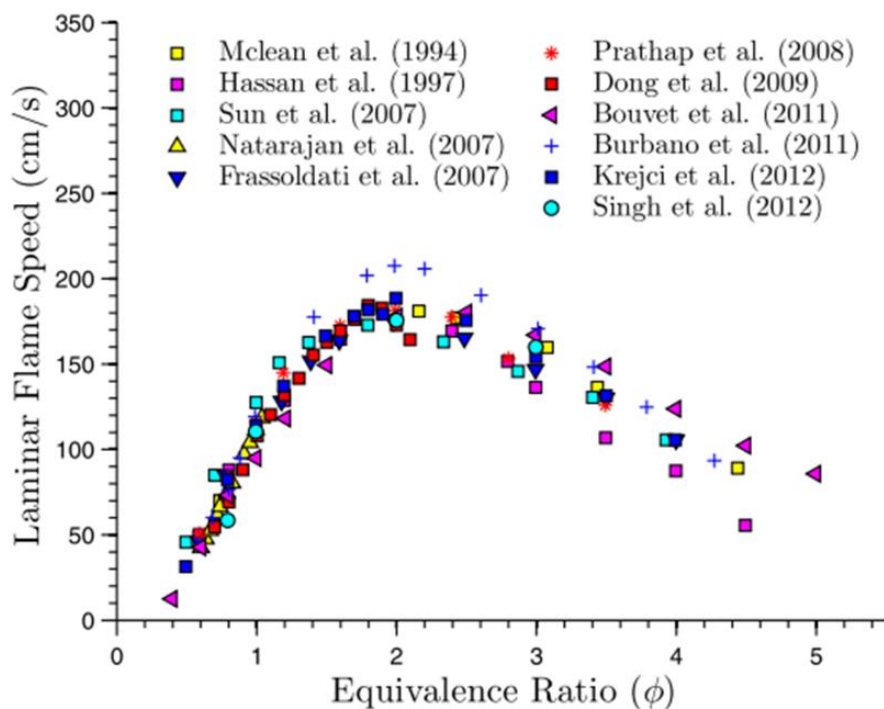 350
300
250
200
150
100
50
0
Laminar Flame Speed (cm/s)
Mclean et al. (1994)
Hassan et al. (1997)
Sun et al. (2007)
Natarajan et al. (2007)
Frassoldati et al. (2007)
Prathap et al. (2008)
Dong et al. (2009)
Bouvet et al. (2011)
Burbano et al. (2011)
Krejci et al. (2012)
Singh et al. (2012)
0 1 2 3 4 5
Equivalence Ratio (ϕ)